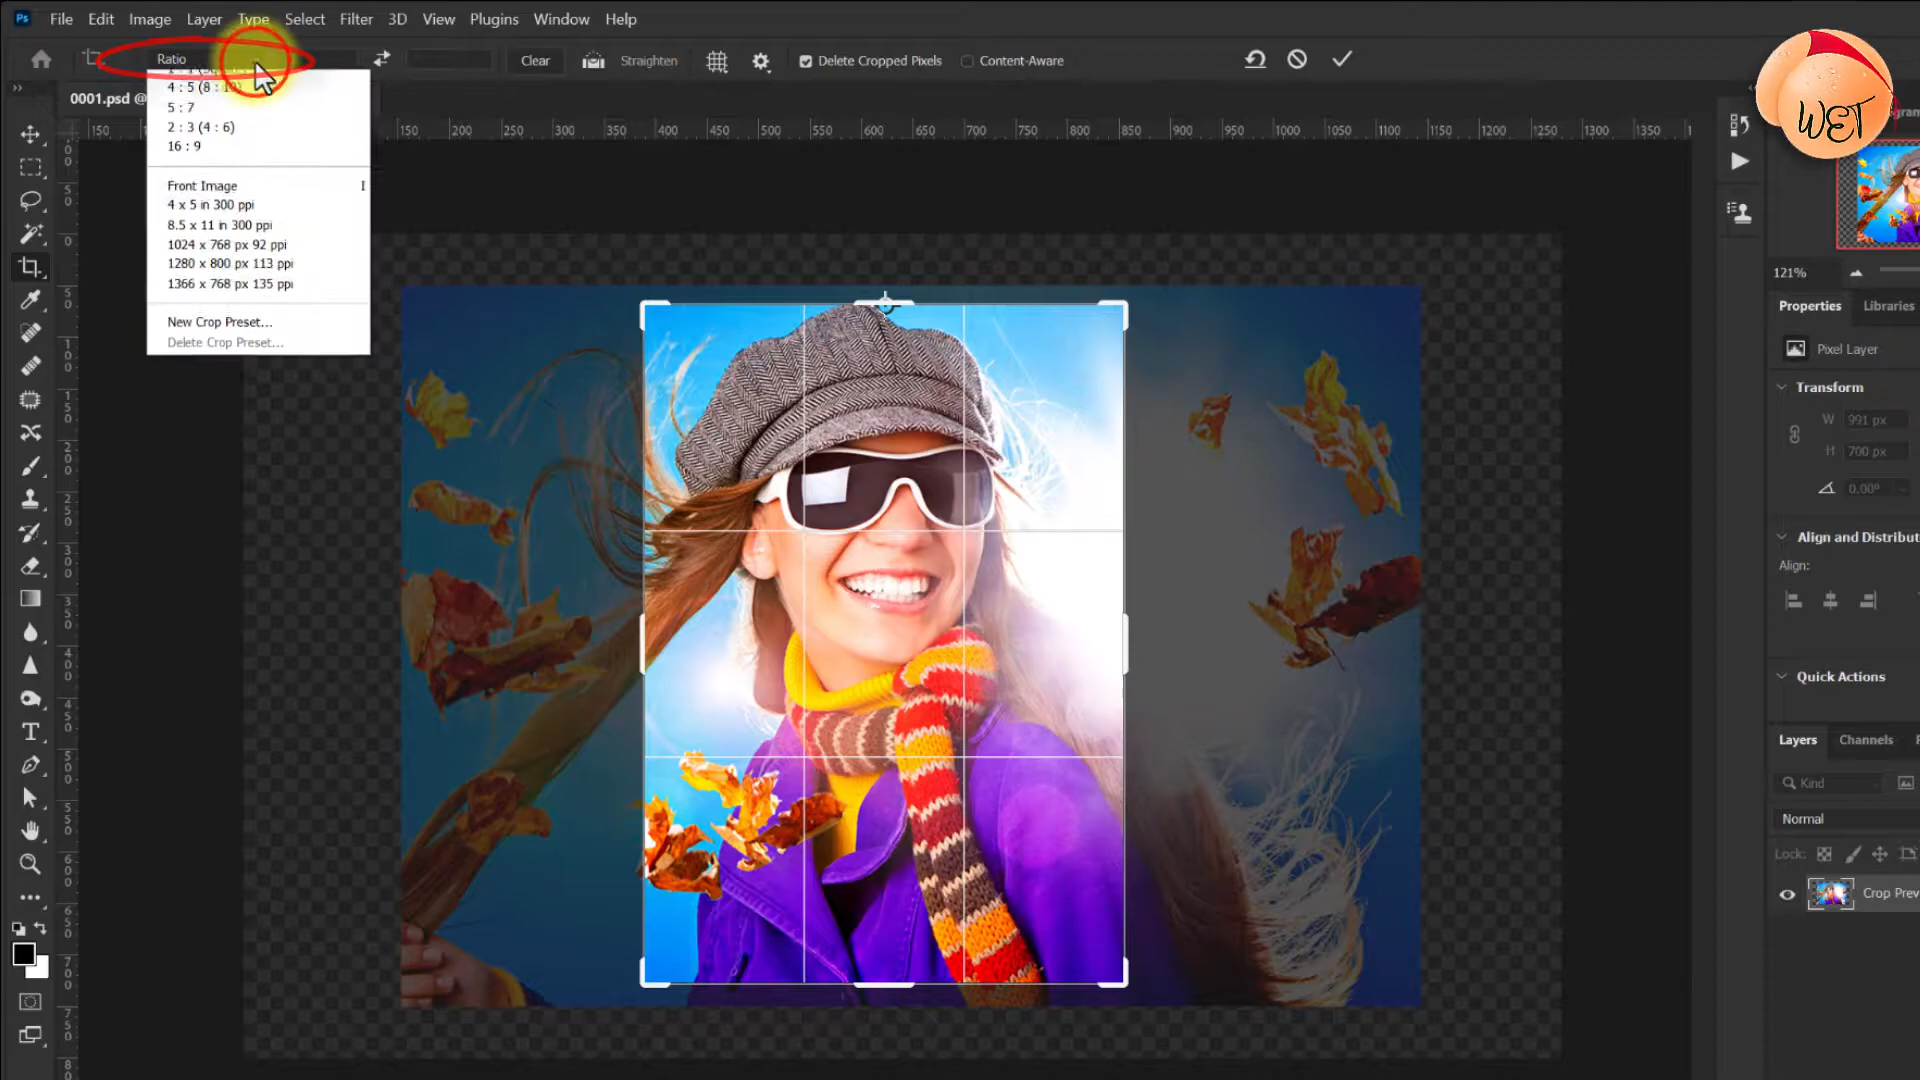 Ps File Edit Image Layer Type Select Filter 3D View Plugins Window Help
Ratio Clear Straighten Delete Cropped Pixels Content-Aware
0001.psd @
150 150 200 250 300 350 400 450 500 550 600 650 700 750 800 850 900 950 1000 1050 1100 1150 1200 1250 1300 1350
4 : 5 (8 : 10)
5 : 7
2 : 3 (4 : 6)
16 : 9
Front Image I
4 x 5 in 300 ppi
8.5 x 11 in 300 ppi
1024 x 768 px 92 ppi
1280 x 800 px 113 ppi
1366 x 768 px 135 ppi
New Crop Preset...
Delete Crop Preset...
WET
121%
Properties Libraries
Pixel Layer
Transform
W 991 px
H 700 px
0.00°
Align and Distribut
Align:
Quick Actions
Layers Channels
Kind
Normal
Lock:
Crop Prev